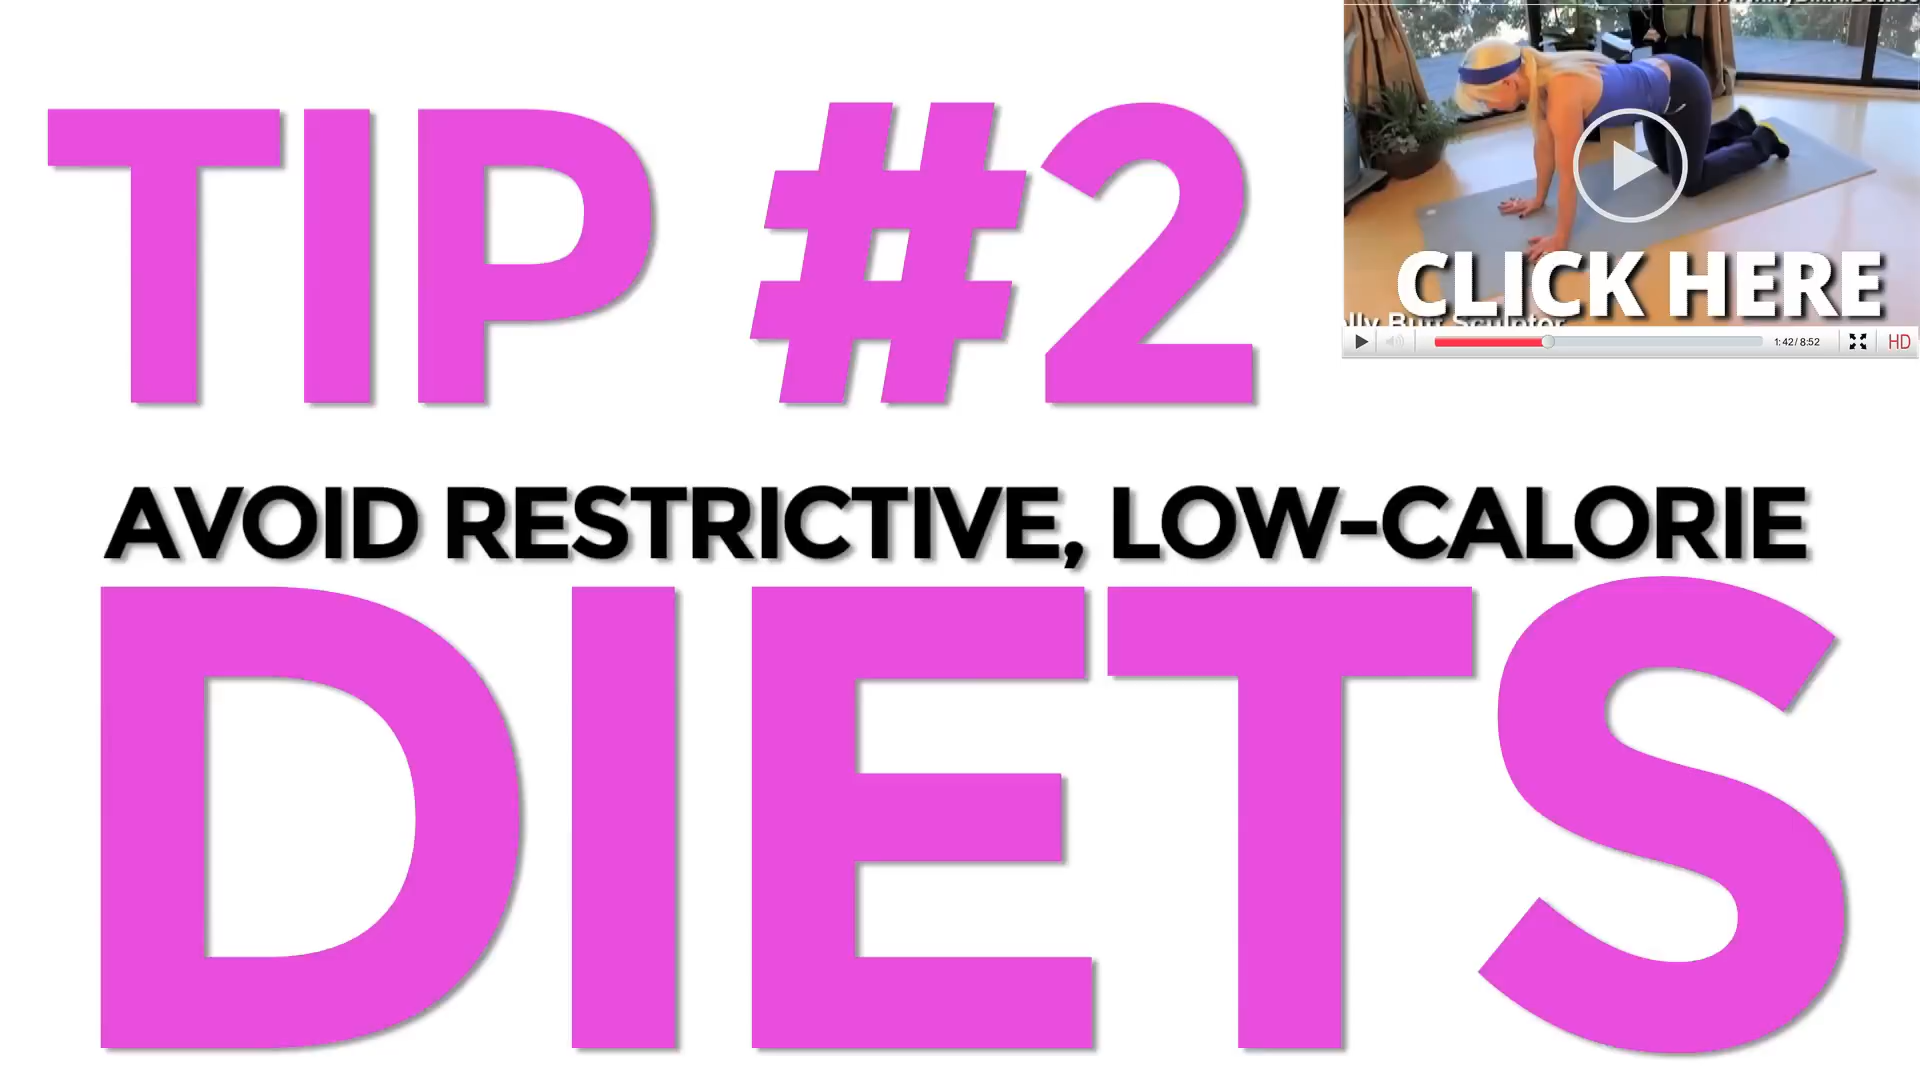 TIP #2
CLICK HERE
1:42/8:52
HD
AVOID RESTRICTIVE, LOW-CALORIE
DIETS